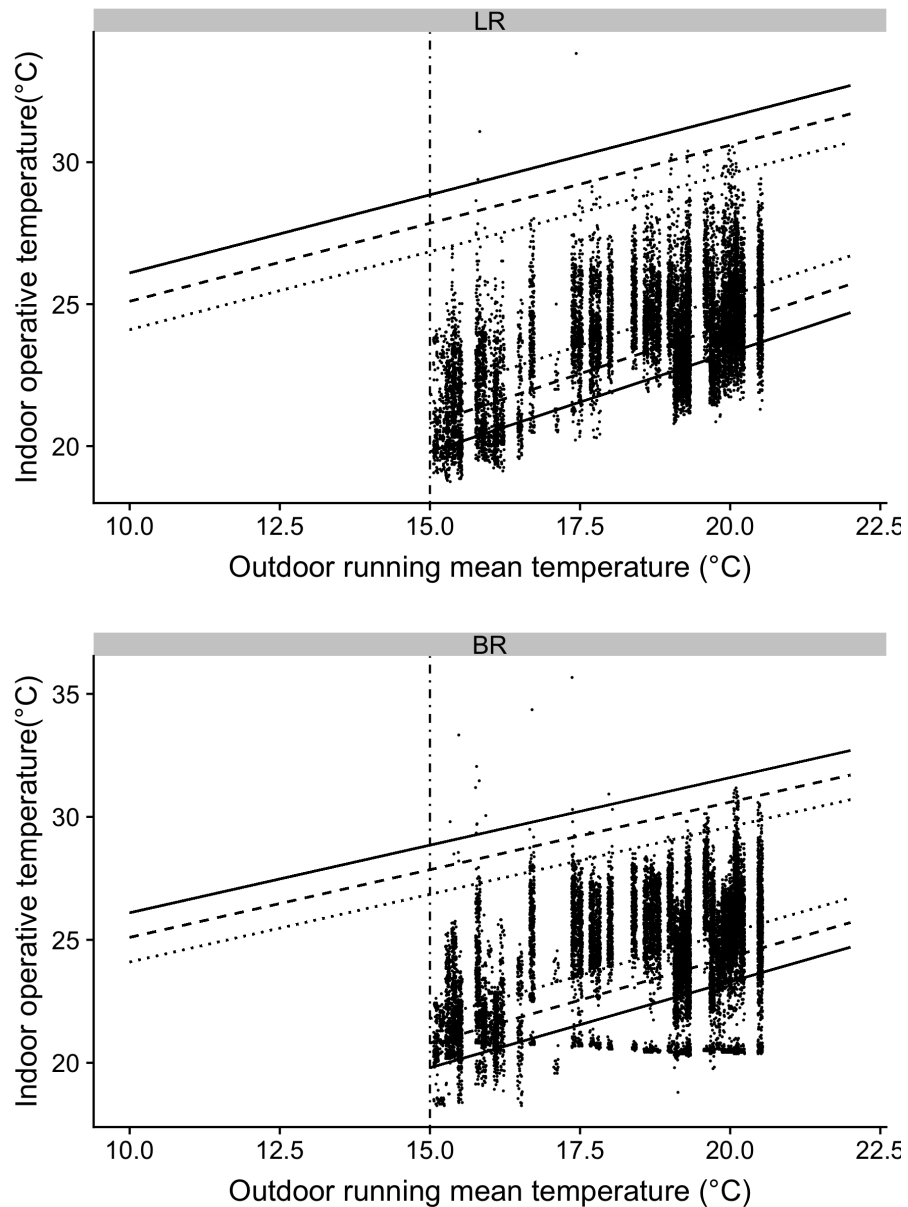 LR
Indoor operative temperature(°C)
30
25
20
10.0 12.5 15.0 17.5 20.0 22.5
Outdoor running mean temperature (°C)
BR
Indoor operative temperature(°C)
35
30
25
20
10.0 12.5 15.0 17.5 20.0 22.5
Outdoor running mean temperature (°C)